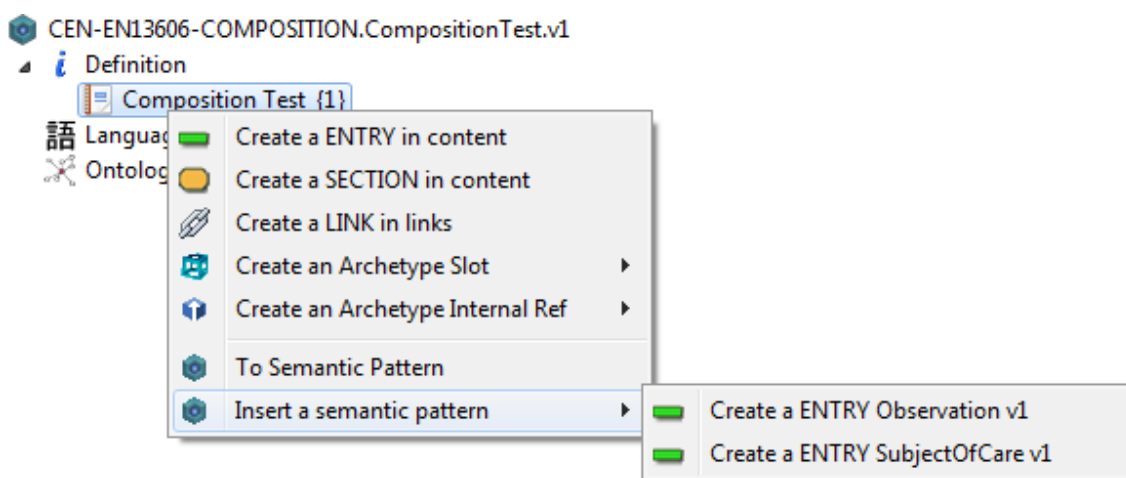 CEN-EN13606-COMPOSITION.CompositionTest.v1
Definition
Composition Test {1}
語
Create a ENTRY in content
Create a SECTION in content
Create a LINK in links
Create an Archetype Slot
Create an Archetype Internal Ref
To Semantic Pattern
Insert a semantic pattern
Create a ENTRY Observation v1
Create a ENTRY SubjectOfCare v1